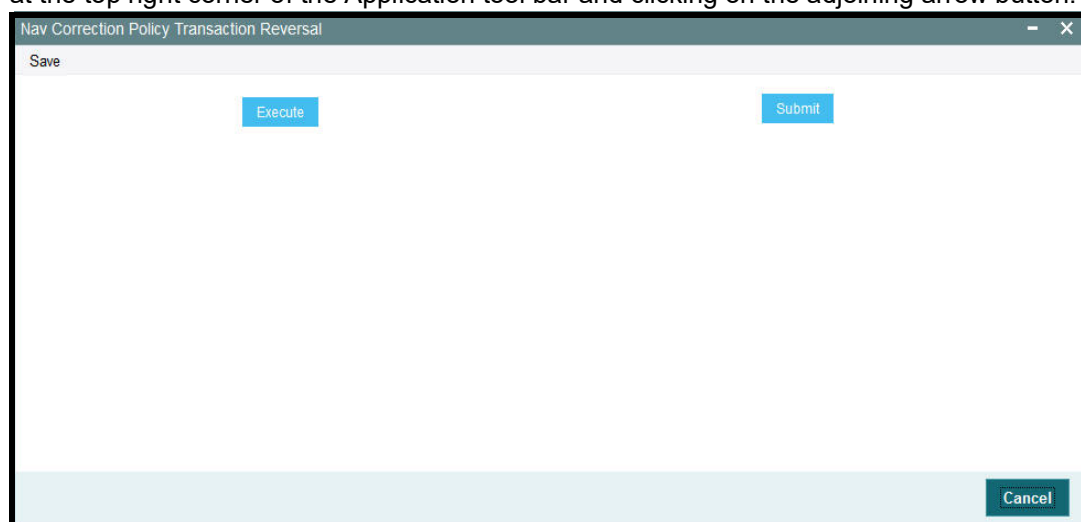 at the top right corner of the Application tool bar and clicking on the adjoining arrow button.
Nav Correction Policy Transaction Reversal
Save
Execute
Submit
Cancel